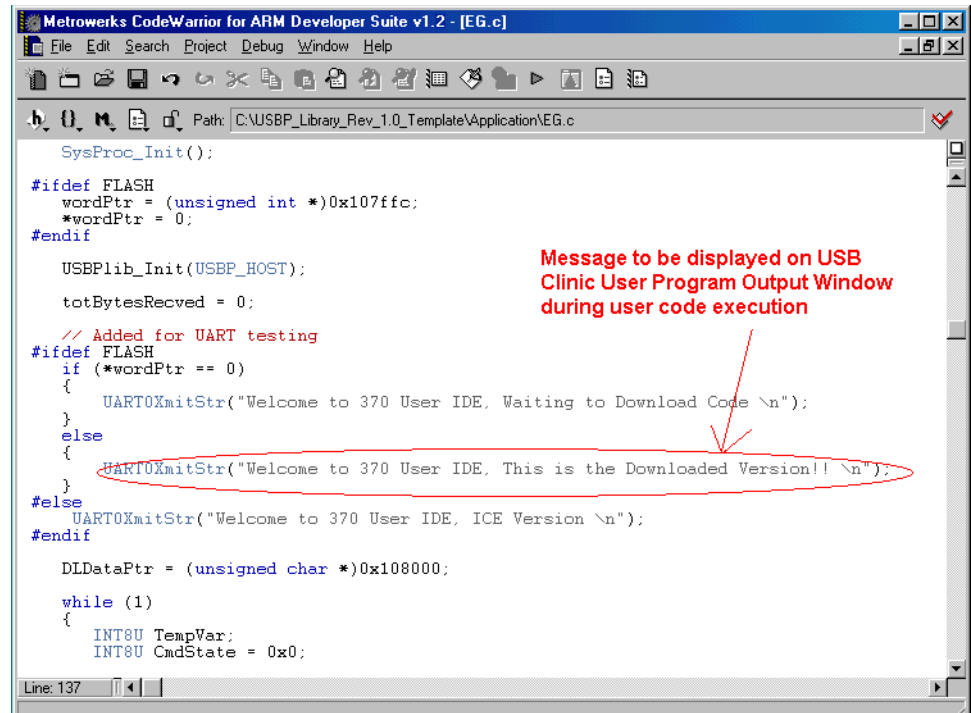 Metrowerks CodeWarrior for ARM Developer Suite v1.2 - [EG.c]
File Edit Search Project Debug Window Help
Path: C:\USBP_Library_Rev_1.0_Template\Application\EG.c
SysProc_Init();
#ifdef FLASH
wordPtr = (unsigned int *)0x107ffc;
*wordPtr = 0;
#endif
USBPlib_Init(USBP_HOST);
totBytesRecved = 0;
Message to be displayed on USB
Clinic User Program Output Window
during user code execution
// Added for UART testing
#ifdef FLASH
if (*wordPtr == 0)
{
UART0XmitStr("Welcome to 370 User IDE, Waiting to Download Code \n");
}
else
{
UART0XmitStr("Welcome to 370 User IDE, This is the Downloaded Version!! \n");
}
#else
UART0XmitStr("Welcome to 370 User IDE, ICE Version \n");
#endif
DLDataPtr = (unsigned char *)0x108000;
while (1)
{
INT8U TempVar;
INT8U CmdState = 0x0;
Line: 137